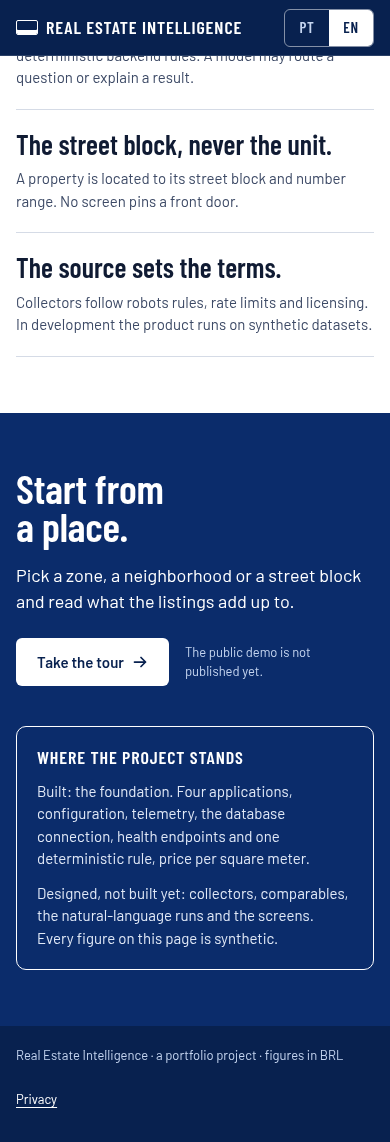 REAL ESTATE INTELLIGENCE
PT
EN
deterministic backend rules. A model may route a
question or explain a result.
The street block, never the unit.
A property is located to its street block and number
range. No screen pins a front door.
The source sets the terms.
Collectors follow robots rules, rate limits and licensing.
In development the product runs on synthetic datasets.
Start from
a place.
Pick a zone, a neighborhood or a street block
and read what the listings add up to.
Take the tour →
The public demo is not
published yet.
WHERE THE PROJECT STANDS
Built: the foundation. Four applications,
configuration, telemetry, the database
connection, health endpoints and one
deterministic rule, price per square meter.
Designed, not built yet: collectors, comparables,
the natural-language runs and the screens.
Every figure on this page is synthetic.
Real Estate Intelligence · a portfolio project · figures in BRL
Privacy